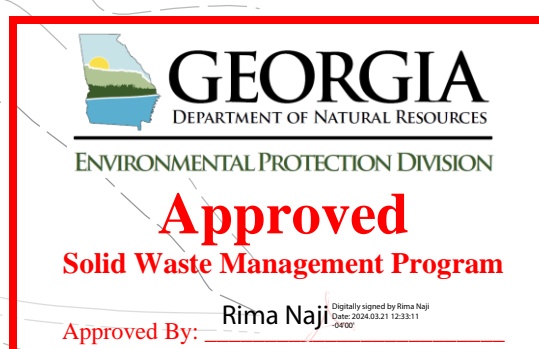 GEORGIA
DEPARTMENT OF NATURAL RESOURCES
ENVIRONMENTAL PROTECTION DIVISION
Approved
Solid Waste Management Program
Rima Naji
Digitally signed by Rima Naji
Date: 2024.03.21 12:33:11
-04'00'
Approved By: